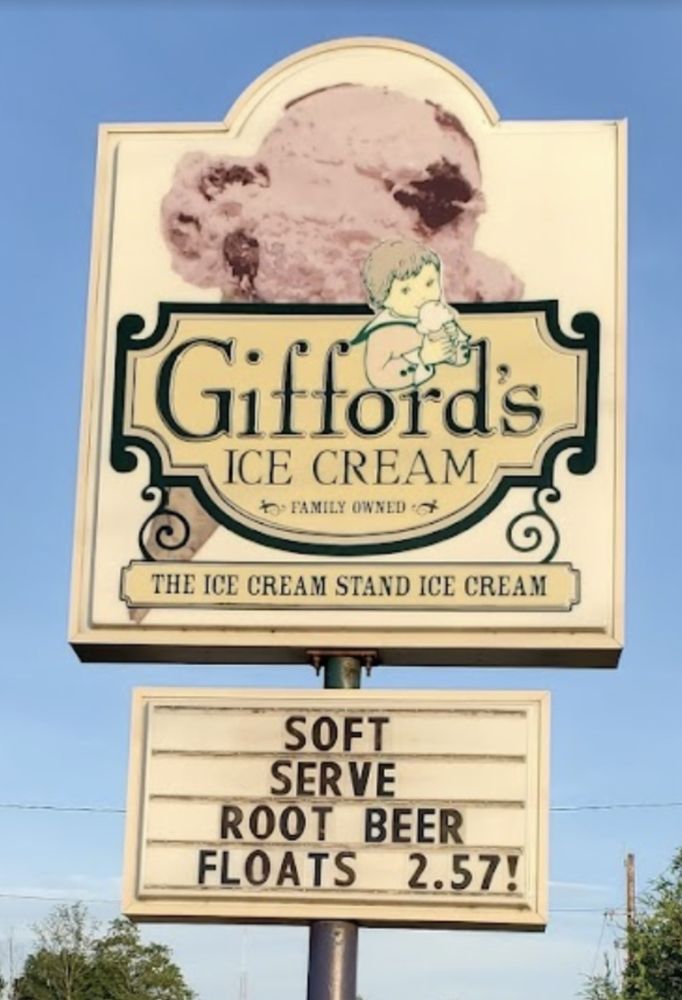 Gifford's
ICE CREAM
FAMILY OWNED
THE ICE CREAM STAND ICE CREAM
SOFT
SERVE
ROOT BEER
FLOATS 2.57!